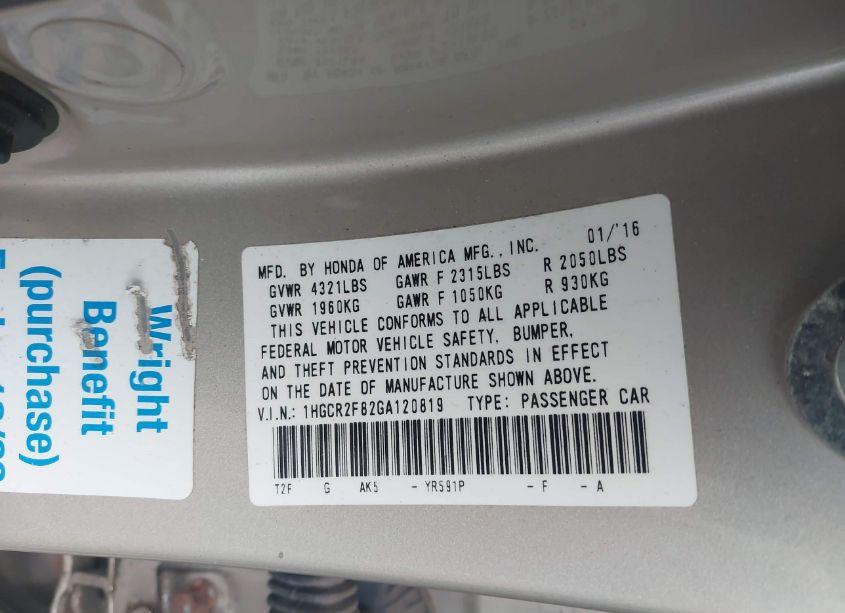 MFD. BY HONDA OF AMERICA MFG., INC. 01/'16
GVWR 4321LBS GAWR F 2315LBS R 2050LBS
GVWR 1960KG GAWR F 1050KG R 930KG
THIS VEHICLE CONFORMS TO ALL APPLICABLE
FEDERAL MOTOR VEHICLE SAFETY, BUMPER,
AND THEFT PREVENTION STANDARDS IN EFFECT
ON THE DATE OF MANUFACTURE SHOWN ABOVE.
V.I.N.: 1HGCR2F82GA120819 TYPE: PASSENGER CAR
T2F G AK5 - YR591P - F - A
Wright
Benefit
(purchase)